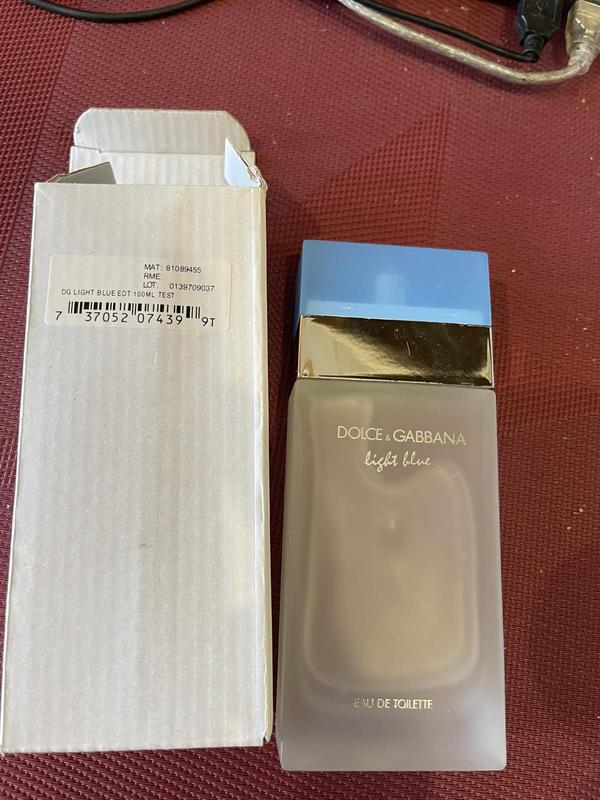 MAT: 81089455
RME:
LOT: 0139709037
DG LIGHT BLUE EDT 100ML TEST
7 37052 07439 9T
DOLCE & GABBANA
light blue
EAU DE TOILETTE